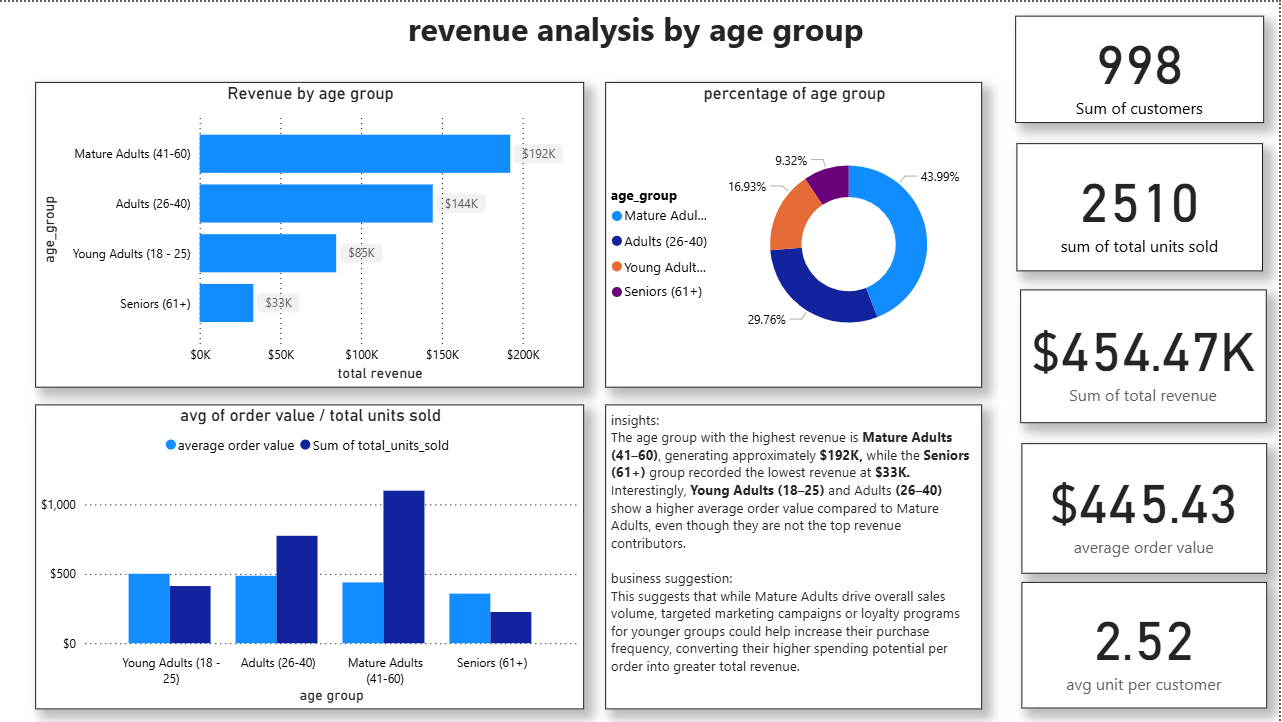 revenue analysis by age group
Revenue by age group
age_group
Mature Adults (41-60)
$192K
Adults (26-40)
$144K
Young Adults (18 - 25)
$85K
Seniors (61+)
$33K
$0K
$50K
$100K
$150K
$200K
total revenue
percentage of age group
age_group
Mature Adul...
Adults (26-40)
Young Adult...
Seniors (61+)
9.32%
16.93%
43.99%
29.76%
avg of order value / total units sold
average order value
Sum of total_units_sold
$1,000
$500
$0
Young Adults (18 -
25)
Adults (26-40)
Mature Adults
(41-60)
Seniors (61+)
age group
insights:
The age group with the highest revenue is Mature Adults
(41–60), generating approximately $192K, while the Seniors
(61+) group recorded the lowest revenue at $33K.
Interestingly, Young Adults (18–25) and Adults (26–40)
show a higher average order value compared to Mature
Adults, even though they are not the top revenue
contributors.
business suggestion:
This suggests that while Mature Adults drive overall sales
volume, targeted marketing campaigns or loyalty programs
for younger groups could help increase their purchase
frequency, converting their higher spending potential per
order into greater total revenue.
998
Sum of customers
2510
sum of total units sold
$454.47K
Sum of total revenue
$445.43
average order value
2.52
avg unit per customer